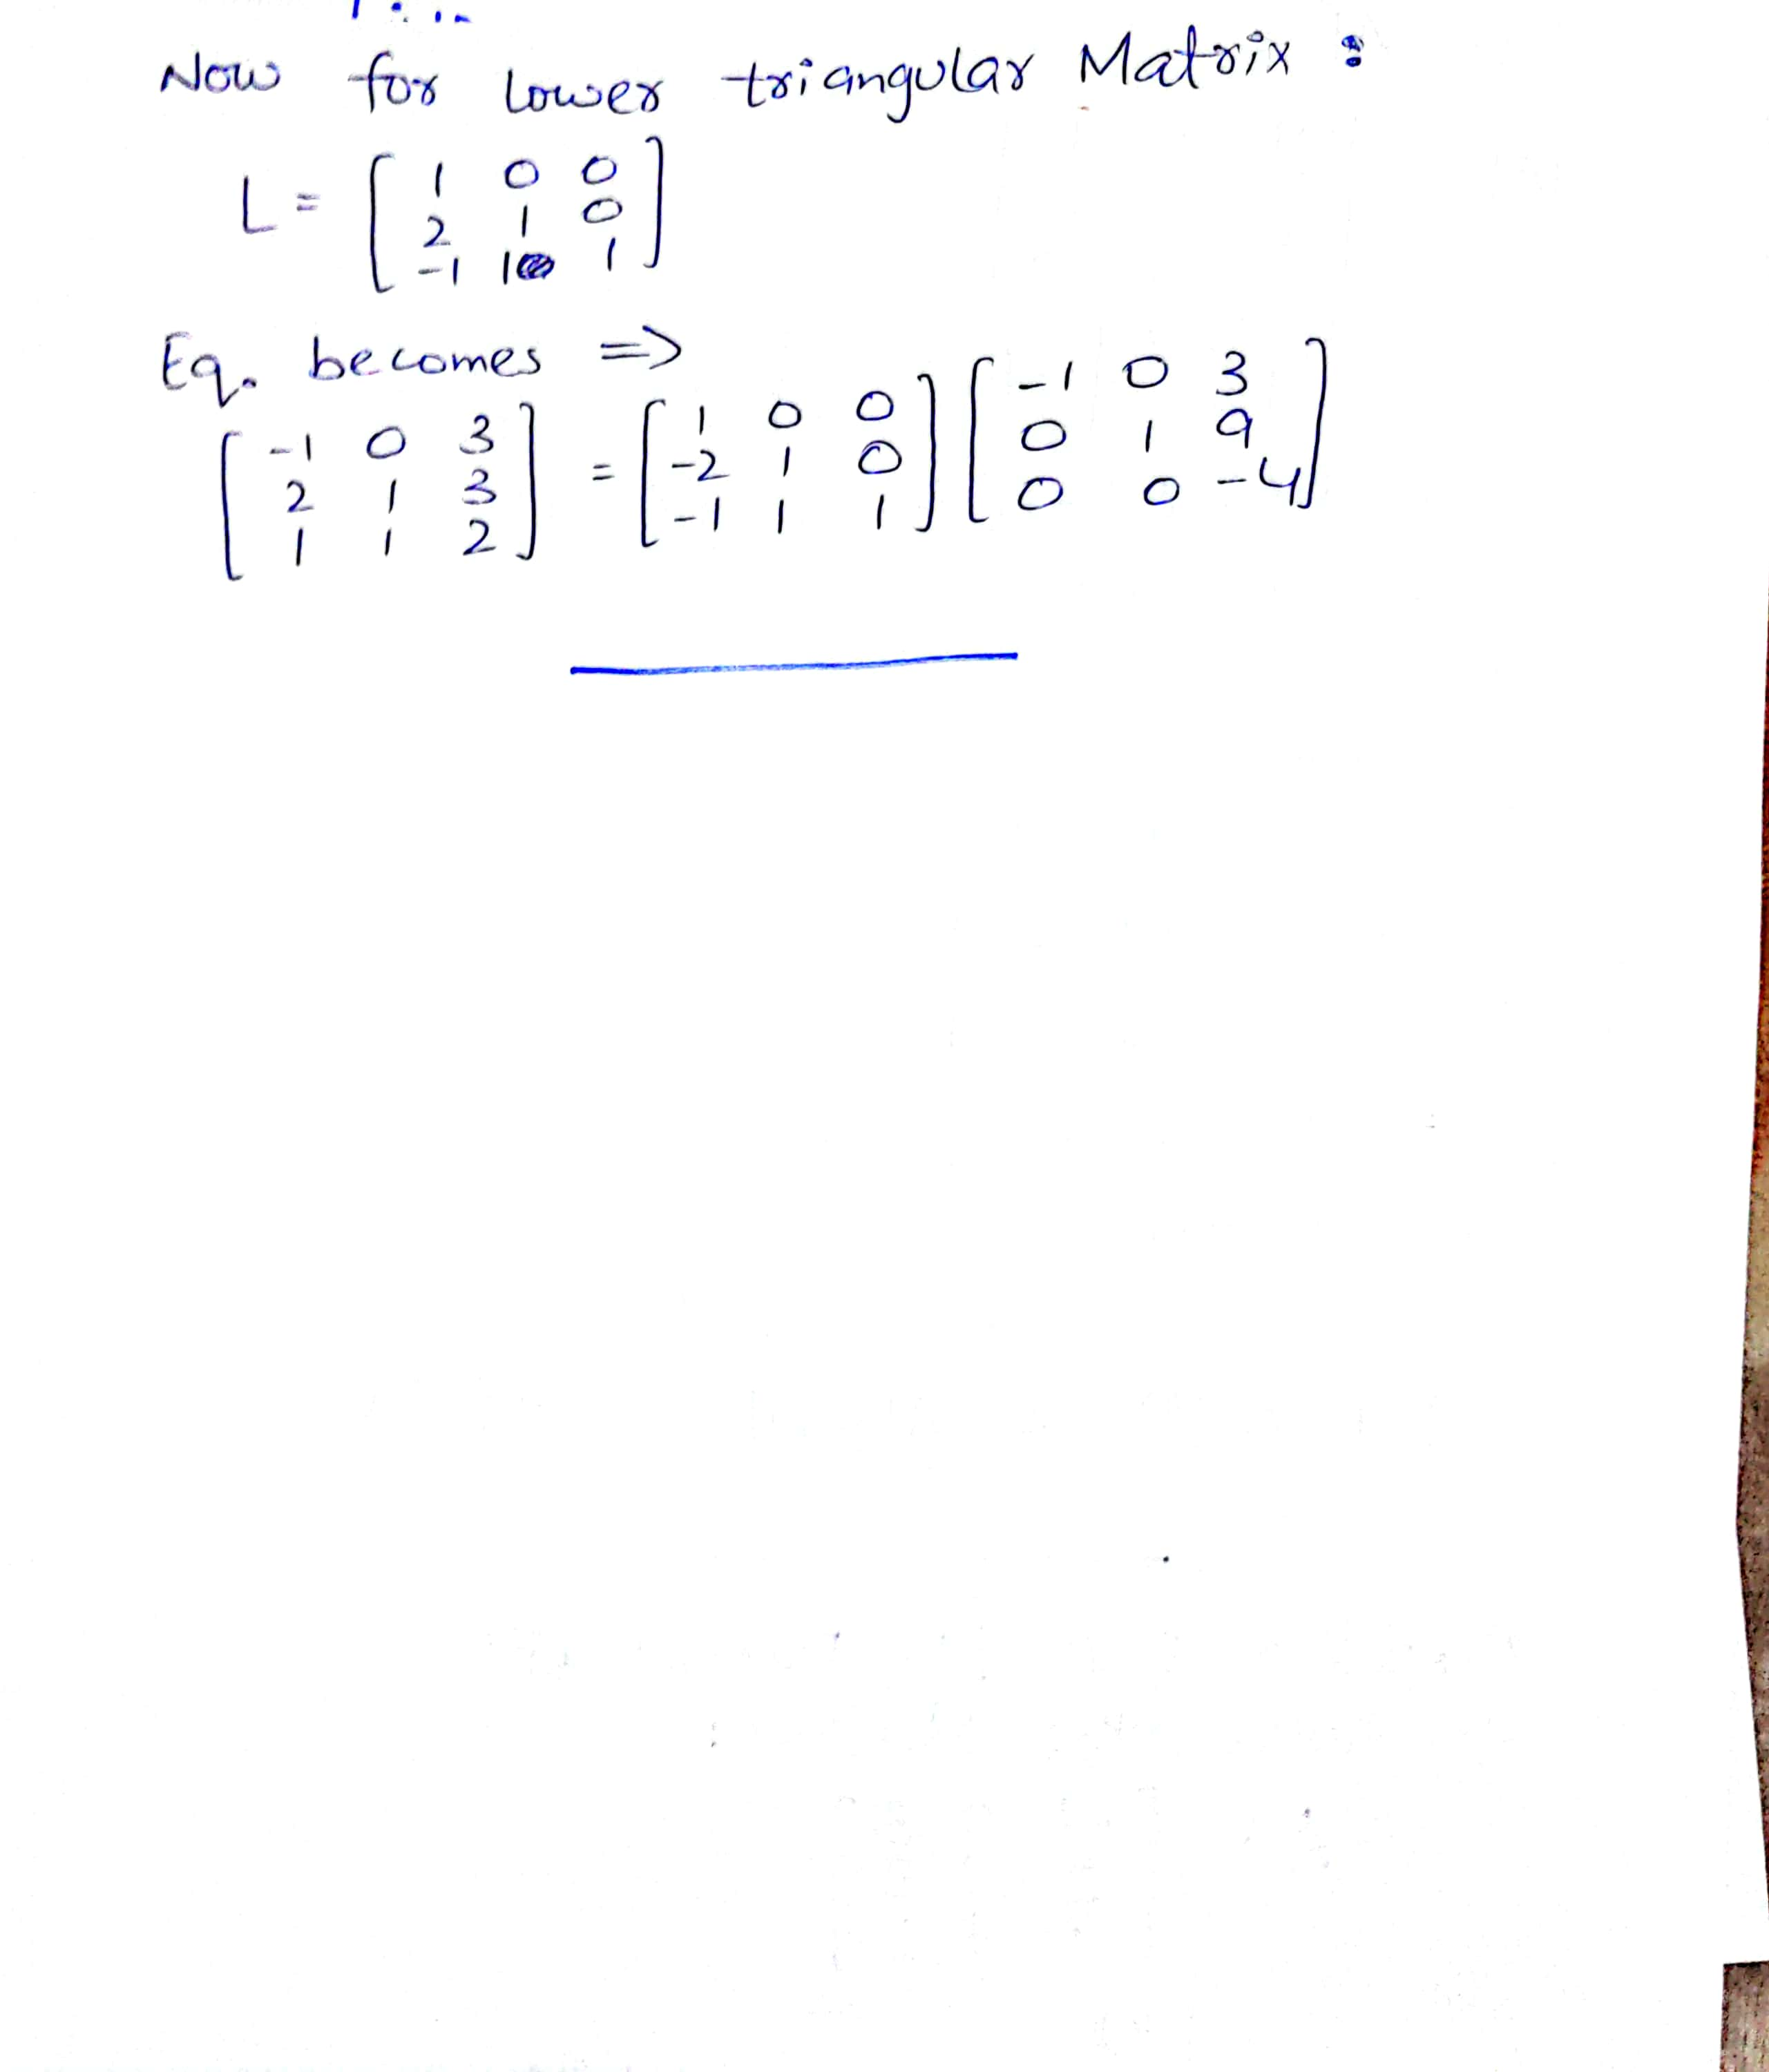 Now for lower triangular Matrix :
L = [ 1 0 0
2 1 0
-1 1 1 ]
Eq. becomes =>
[ -1 0 3
2 1 3
1 1 2 ] = [ 1 0 0
-2 1 0
-1 1 1 ] [ -1 0 3
0 1 9
0 0 -4 ]